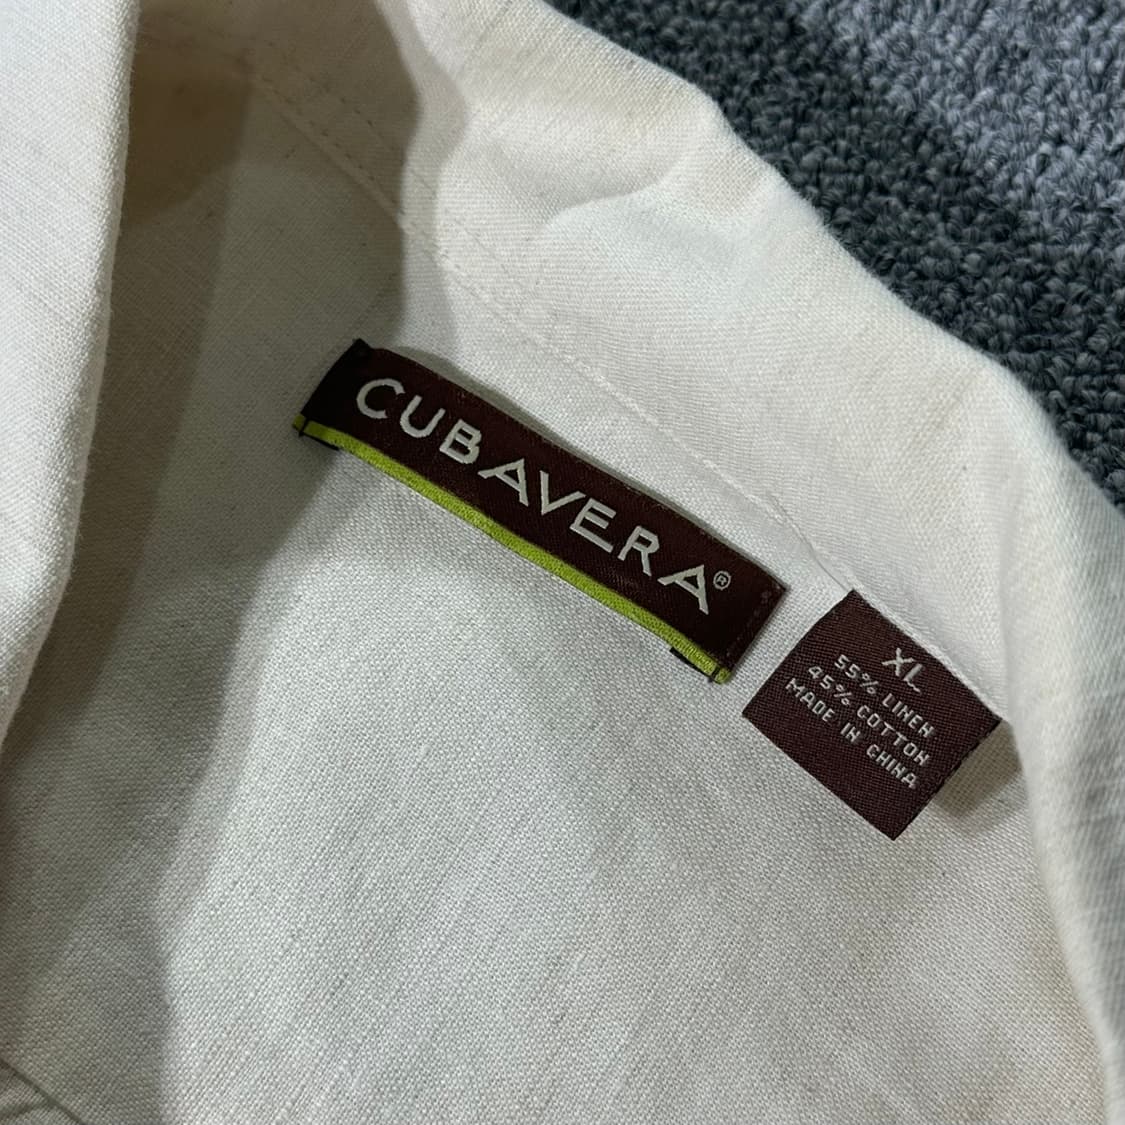 CUBAVERA®
XL
55% LINEN
45% COTTON
MADE IN CHINA